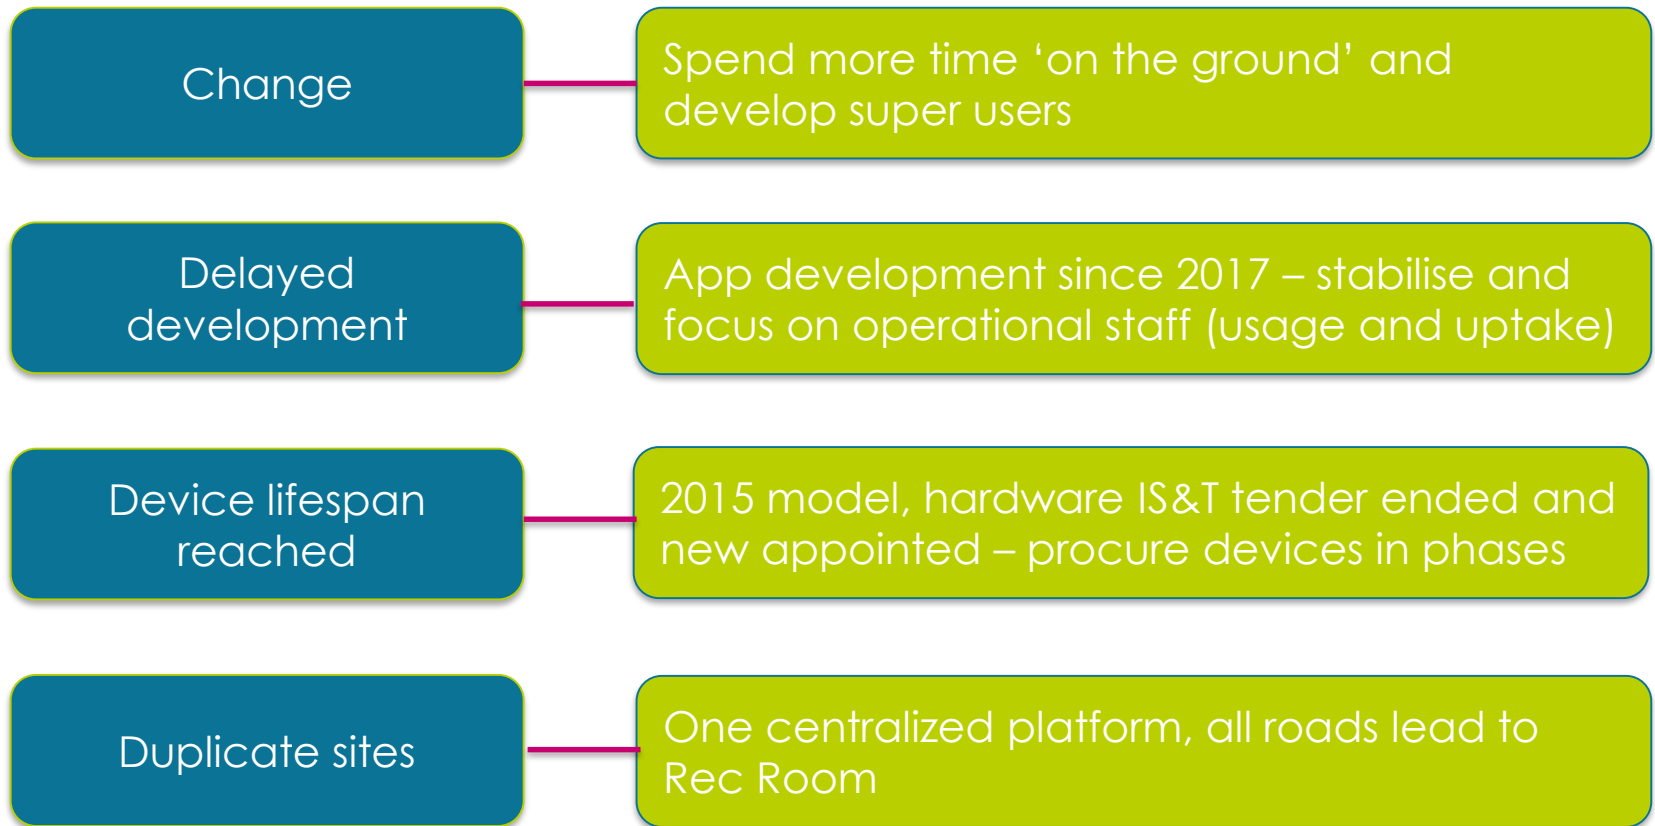 Change
Spend more time ‘on the ground’ and
develop super users
Delayed
development
App development since 2017 – stabilise and
focus on operational staff (usage and uptake)
Device lifespan
reached
2015 model, hardware IS&T tender ended and
new appointed – procure devices in phases
Duplicate sites
One centralized platform, all roads lead to
Rec Room